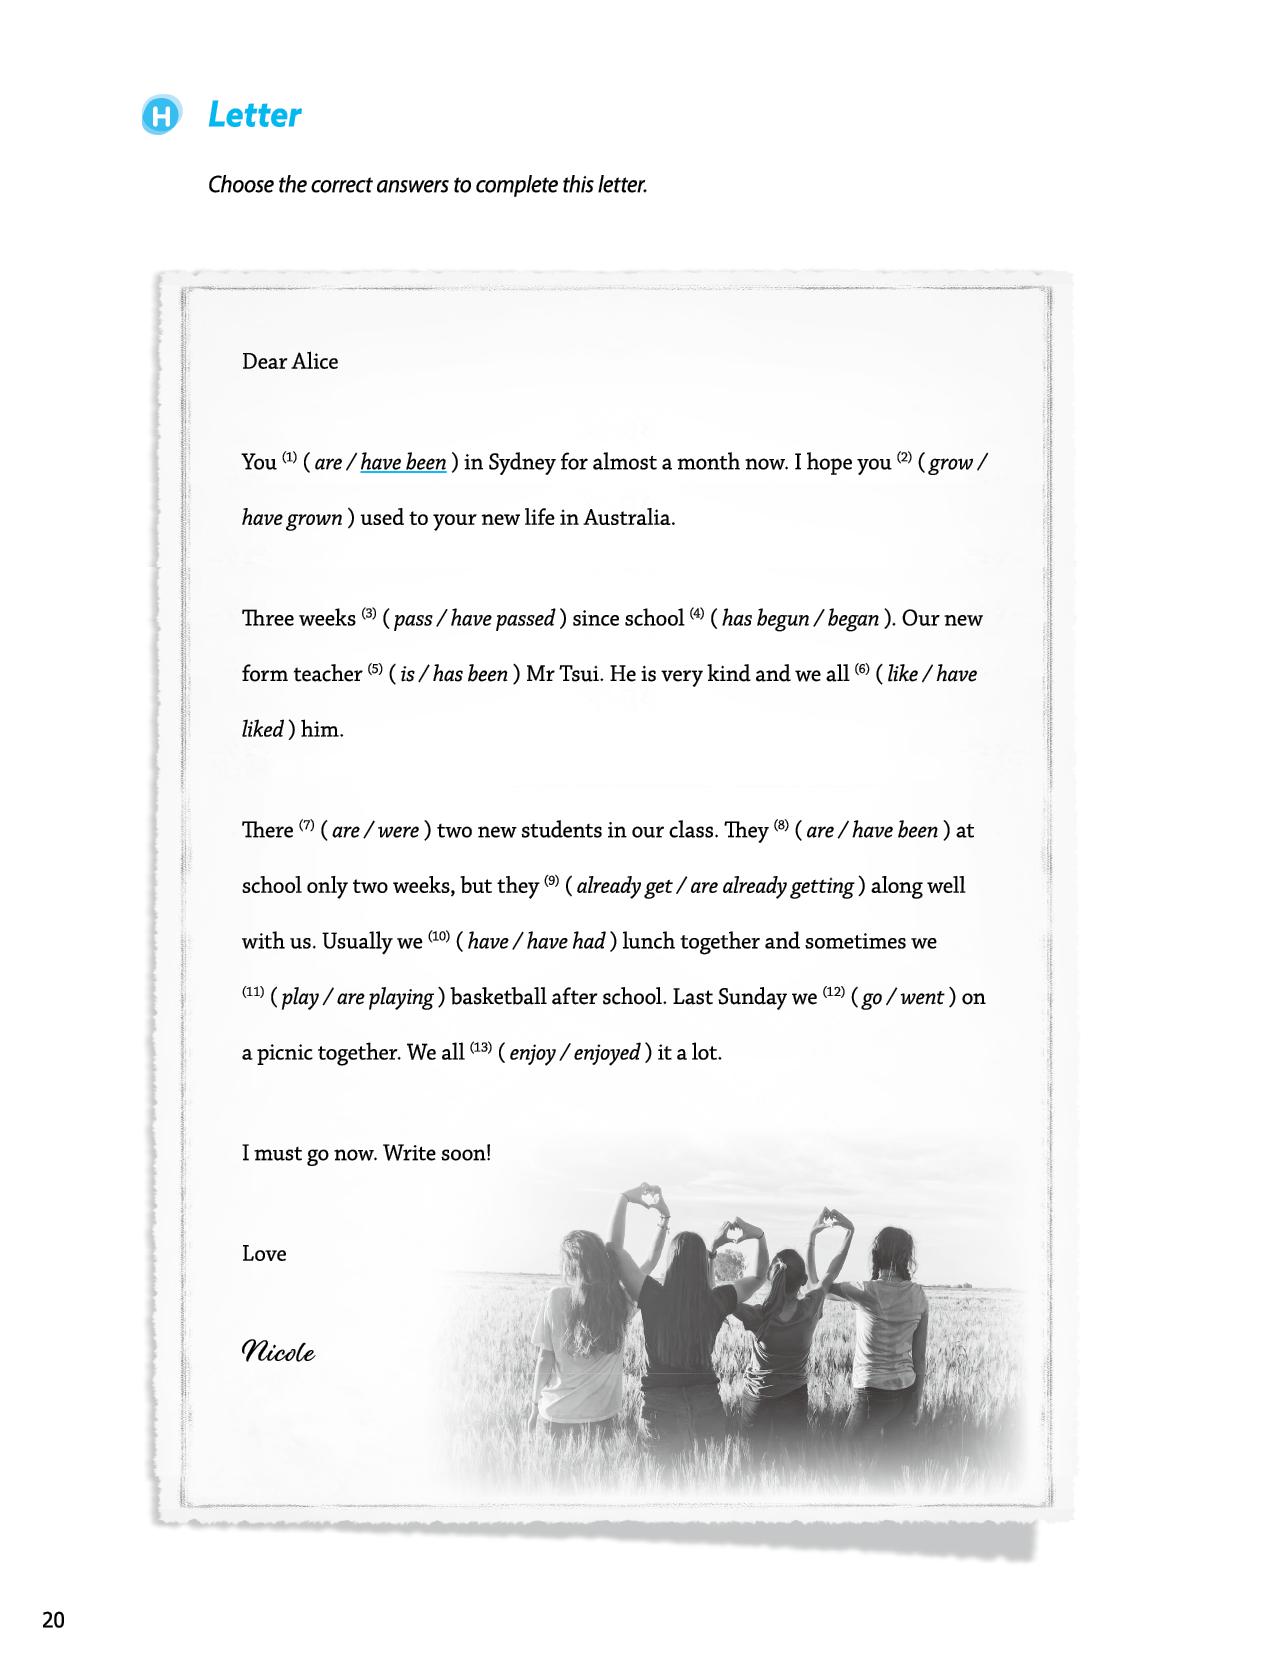 H Letter
Choose the correct answers to complete this letter.
Dear Alice
You (1) ( are / have been ) in Sydney for almost a month now. I hope you (2) ( grow /
have grown ) used to your new life in Australia.
Three weeks (3) ( pass / have passed ) since school (4) ( has begun / began ). Our new
form teacher (5) ( is / has been ) Mr Tsui. He is very kind and we all (6) ( like / have
liked ) him.
There (7) ( are / were ) two new students in our class. They (8) ( are / have been ) at
school only two weeks, but they (9) ( already get / are already getting ) along well
with us. Usually we (10) ( have / have had ) lunch together and sometimes we
(11) ( play / are playing ) basketball after school. Last Sunday we (12) ( go / went ) on
a picnic together. We all (13) ( enjoy / enjoyed ) it a lot.
I must go now. Write soon!
Love
Nicole
20